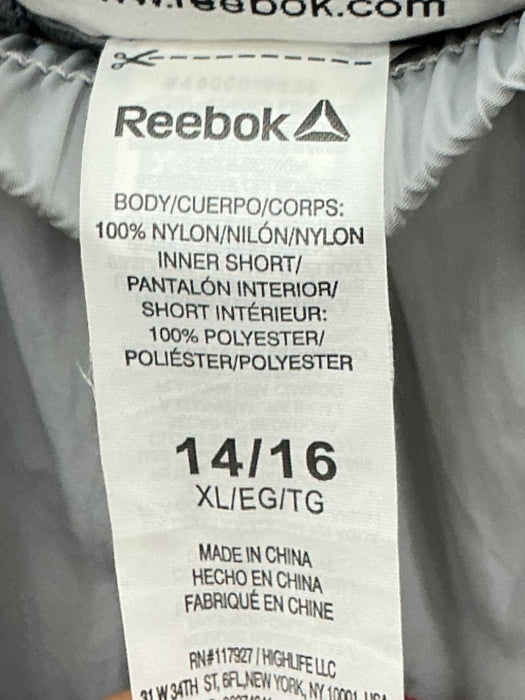 www.reebok.com
Reebok
BODY/CUERPO/CORPS:
100% NYLON/NILÓN/NYLON
INNER SHORT/
PANTALÓN INTERIOR/
SHORT INTÉRIEUR:
100% POLYESTER/
POLIÉSTER/POLYESTER
14/16
XL/EG/TG
MADE IN CHINA
HECHO EN CHINA
FABRIQUÉ EN CHINE
RN#117927 / HIGHLIFE LLC
31 W 34TH ST, 6FL,NEW YORK, NY 10001 USA